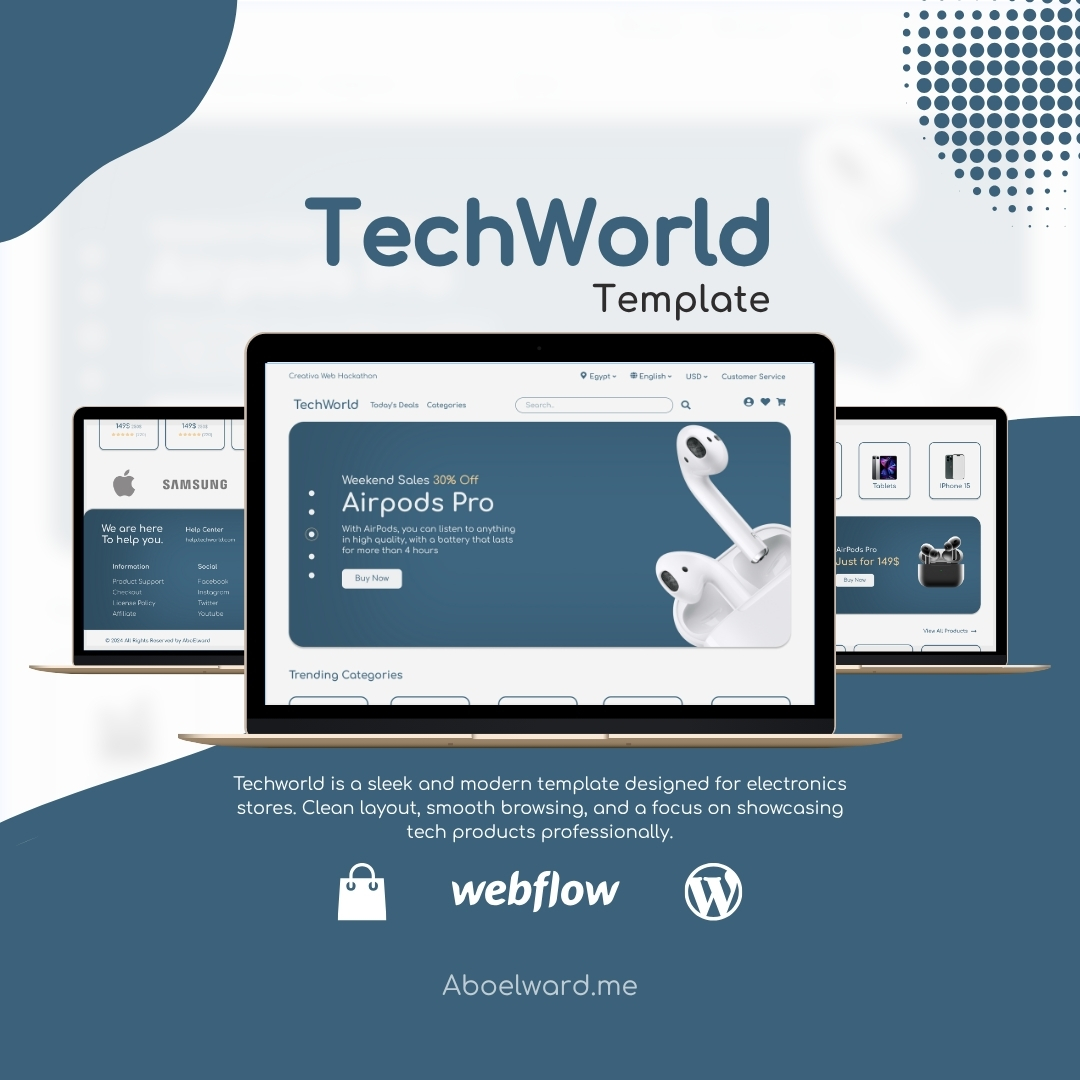 TechWorld
Template
Creativa Web Hackathon
Egypt
English
USD
Customer Service
TechWorld
Today's Deals
Categories
Search..
Weekend Sales 30% Off
Airpods Pro
With AirPods, you can listen to anything
in high quality, with a battery that lasts
for more than 4 hours
Buy Now
Trending Categories
149$
149$
SAMSUNG
We are here
To help you.
Help Center
help.techworld.com
Information
Social
Product Support
Facebook
Checkout
Instagram
License Policy
Twitter
Affiliate
Youtube
© 2024 All Rights Reserved by AboElward
Tablets
IPhone 15
AirPods Pro
Just for 149$
Buy Now
View All Products →
Techworld is a sleek and modern template designed for electronics
stores. Clean layout, smooth browsing, and a focus on showcasing
tech products professionally.
webflow
Aboelward.me